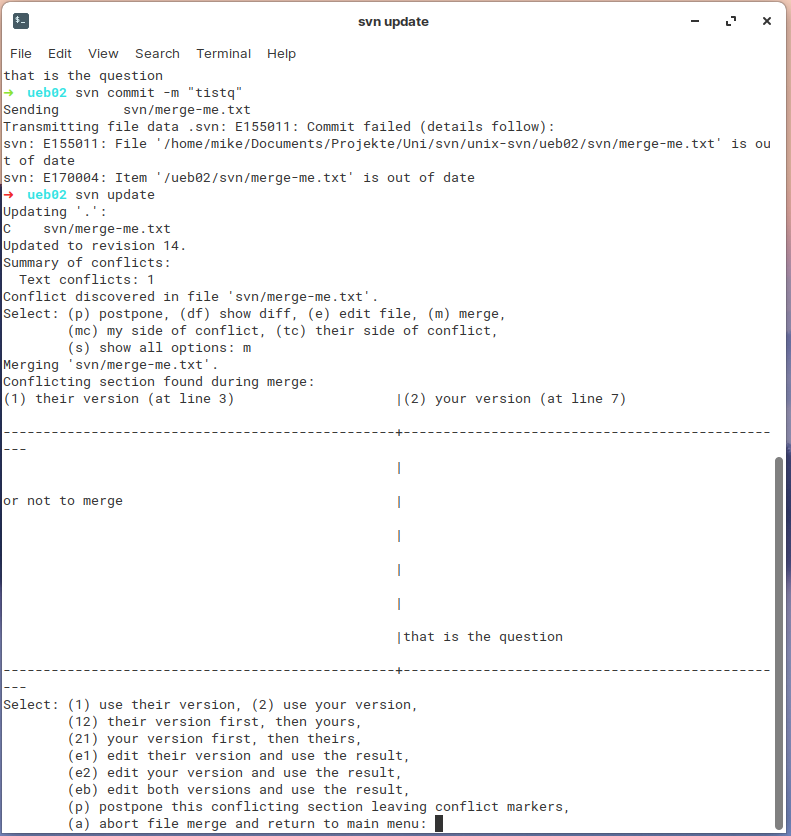 svn update
File Edit View Search Terminal Help
that is the question
→ ueb02 svn commit -m "tistq"
Sending        svn/merge-me.txt
Transmitting file data .svn: E155011: Commit failed (details follow):
svn: E155011: File '/home/mike/Documents/Projekte/Uni/svn/unix-svn/ueb02/svn/merge-me.txt' is ou
t of date
svn: E170004: Item '/ueb02/svn/merge-me.txt' is out of date
→ ueb02 svn update
Updating '.':
C    svn/merge-me.txt
Updated to revision 14.
Summary of conflicts:
  Text conflicts: 1
Conflict discovered in file 'svn/merge-me.txt'.
Select: (p) postpone, (df) show diff, (e) edit file, (m) merge,
        (mc) my side of conflict, (tc) their side of conflict,
        (s) show all options: m
Merging 'svn/merge-me.txt'.
Conflicting section found during merge:
(1) their version (at line 3)                    |(2) your version (at line 7)
-------------------------------------------------+----------------------------------------------
---
                                                 |
or not to merge                                  |
                                                 |
                                                 |
                                                 |
                                                 |that is the question
-------------------------------------------------+----------------------------------------------
---
Select: (1) use their version, (2) use your version,
        (12) their version first, then yours,
        (21) your version first, then theirs,
        (e1) edit their version and use the result,
        (e2) edit your version and use the result,
        (eb) edit both versions and use the result,
        (p) postpone this conflicting section leaving conflict markers,
        (a) abort file merge and return to main menu: